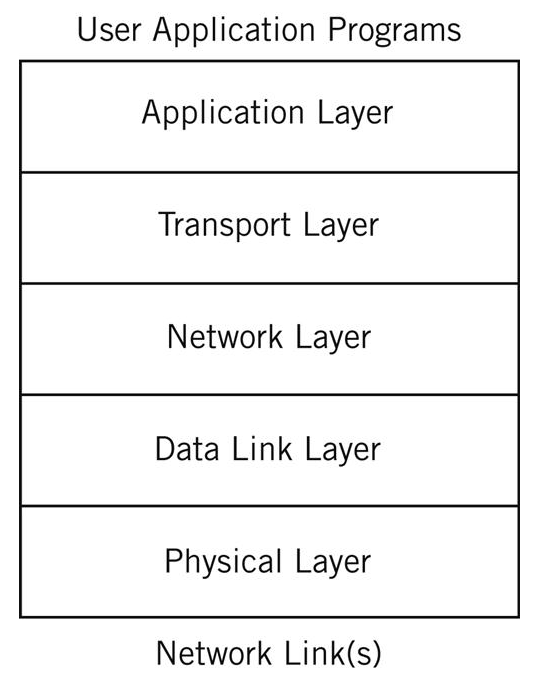 User Application Programs
Application Layer
Transport Layer
Network Layer
Data Link Layer
Physical Layer
Network Link(s)